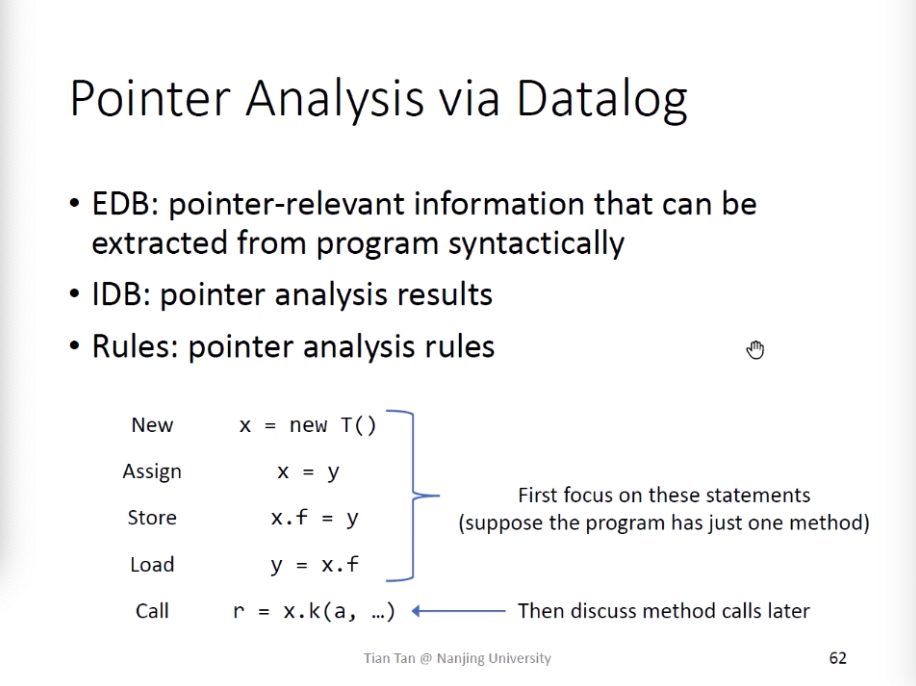 Pointer Analysis via Datalog
• EDB: pointer-relevant information that can be
extracted from program syntactically
• IDB: pointer analysis results
• Rules: pointer analysis rules
New x = new T()
Assign x = y
Store x.f = y
Load y = x.f
First focus on these statements
(suppose the program has just one method)
Call r = x.k(a, …)
Then discuss method calls later
Tian Tan @ Nanjing University
62